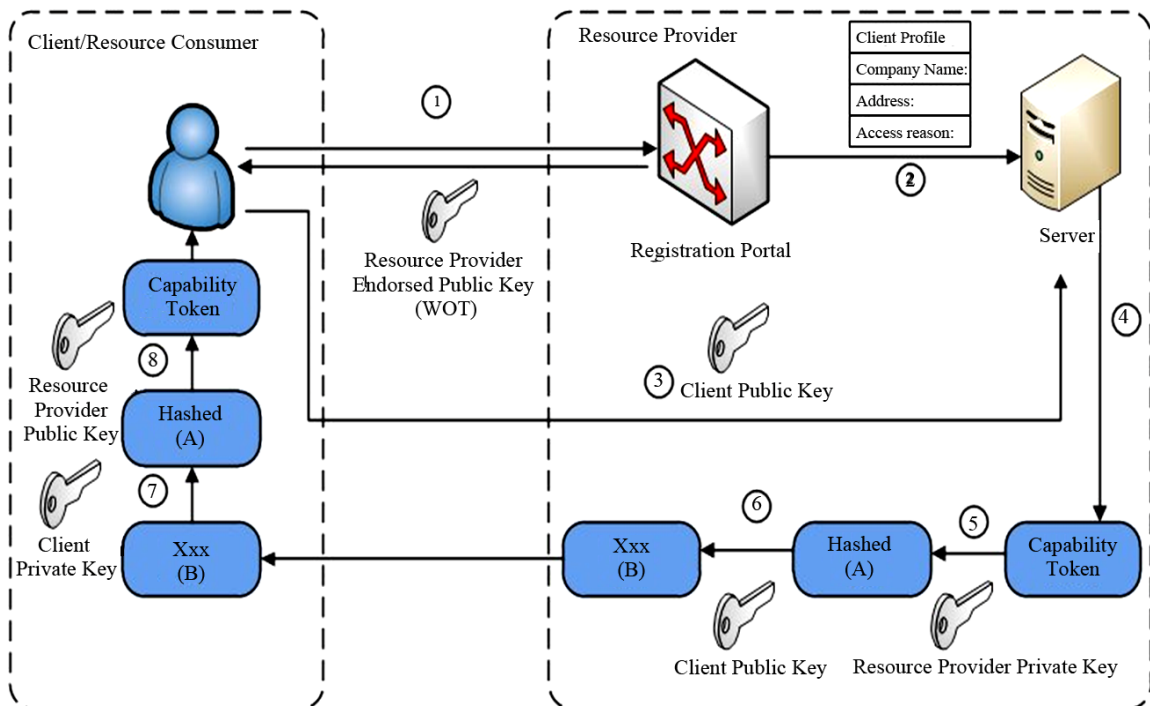 Client/Resource Consumer
Resource Provider
Client Profile
Company Name:
Address:
Access reason:
1
2
Registration Portal
Server
Resource Provider
Endorsed Public Key
(WOT)
Capability
Token
8
Resource
Provider
Public Key
3
Client Public Key
4
Hashed
(A)
7
Client
Private Key
Xxx
(B)
6
Xxx
(B)
Hashed
(A)
5
Capability
Token
Client Public Key
Resource Provider Private Key